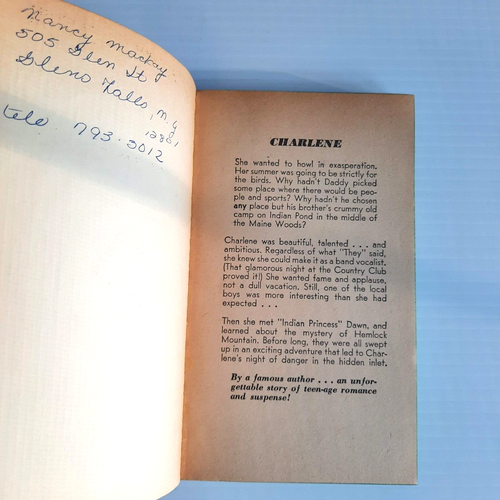 Nancy Mackay
505 Glen St
Glens Falls, N.Y.
12801
tele. 793-3012
CHARLENE
She wanted to howl in exasperation.
Her summer was going to be strictly for
the birds. Why hadn't Daddy picked
some place where there would be peo-
ple and sports? Why hadn't he chosen
any place but his brother's crummy old
camp on Indian Pond in the middle of
the Maine Woods?
Charlene was beautiful, talented . . . and
ambitious. Regardless of what "They" said,
she knew she could make it as a band vocalist.
(That glamorous night at the Country Club
proved it!) She wanted fame and applause,
not a dull vacation. Still, one of the local
boys was more interesting than she had
expected . . .
Then she met "Indian Princess" Dawn, and
learned about the mystery of Hemlock
Mountain. Before long, they were all swept
up in an exciting adventure that led to Char-
lene's night of danger in the hidden inlet.
By a famous author . . . an unfor-
gettable story of teen-age romance
and suspense!